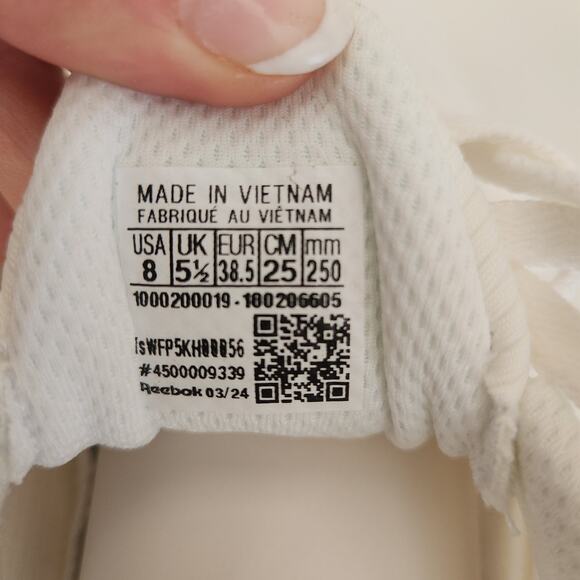 MADE IN VIETNAM
FABRIQUÉ AU VIÊTNAM
USA UK EUR CM mm
8 5½ 38.5 25 250
1000200019-180206605
#4500009339
Reebok 03/24